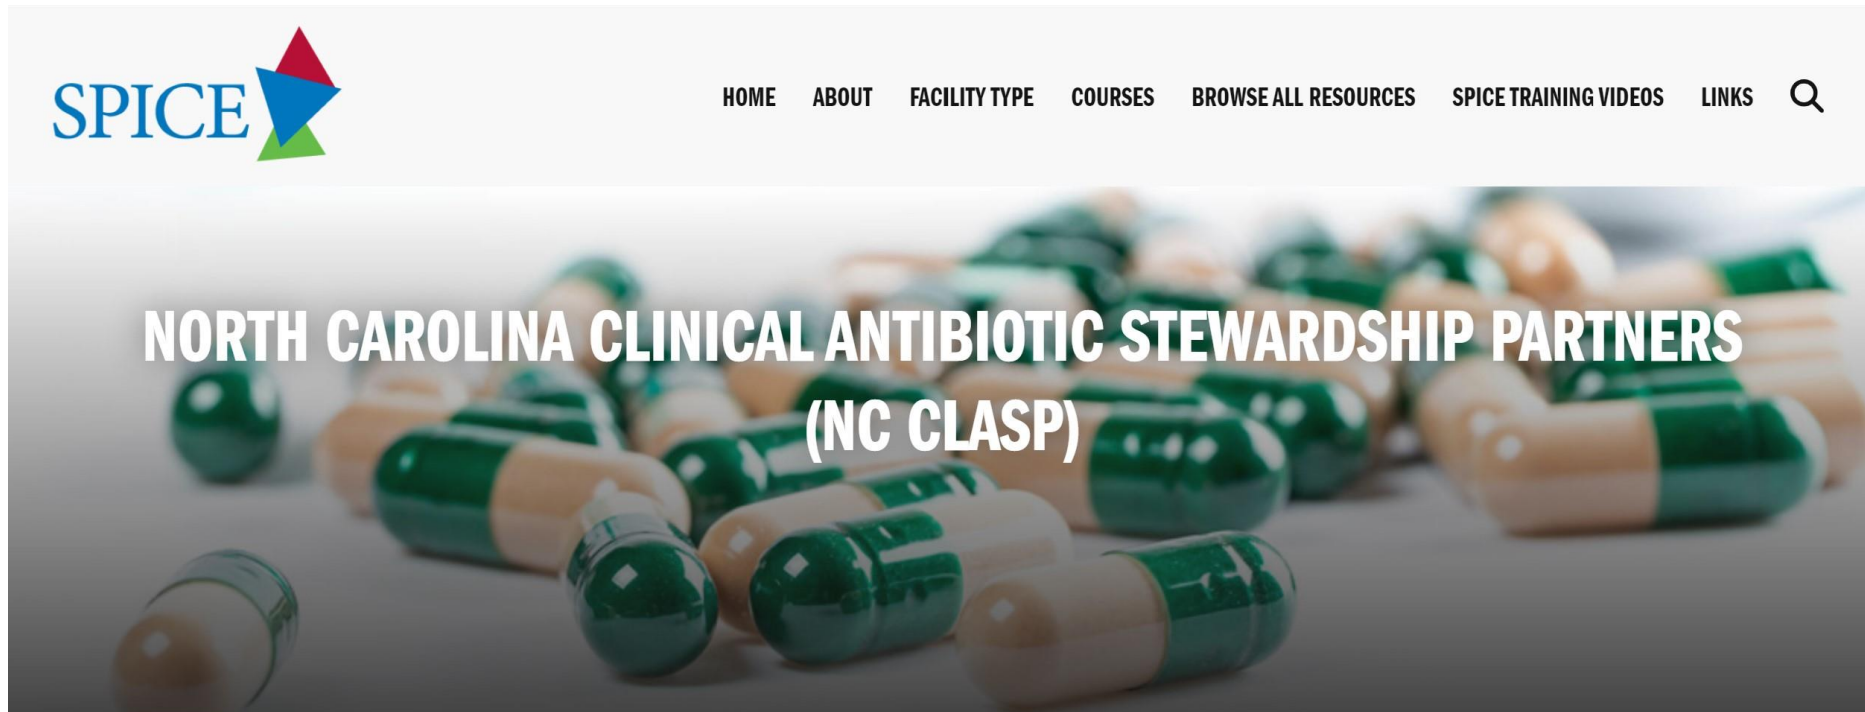 SPICE
HOME ABOUT FACILITY TYPE COURSES BROWSE ALL RESOURCES SPICE TRAINING VIDEOS LINKS
NORTH CAROLINA CLINICAL ANTIBIOTIC STEWARDSHIP PARTNERS
(NC CLASP)